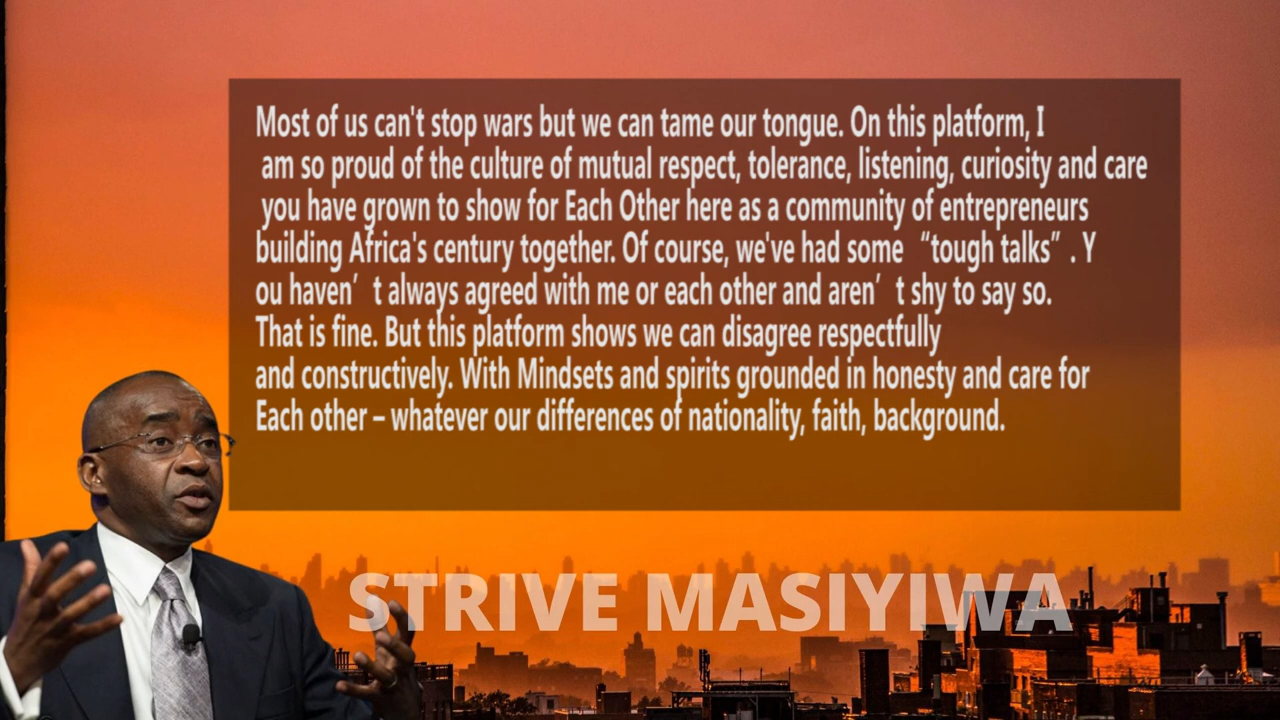 Most of us can't stop wars but we can tame our tongue. On this platform, I
am so proud of the culture of mutual respect, tolerance, listening, curiosity and care
you have grown to show for Each Other here as a community of entrepreneurs
building Africa's century together. Of course, we've had some “tough talks”. Y
ou haven’t always agreed with me or each other and aren’t shy to say so.
That is fine. But this platform shows we can disagree respectfully
and constructively. With Mindsets and spirits grounded in honesty and care for
Each other – whatever our differences of nationality, faith, background.
STRIVE MASIYIWA